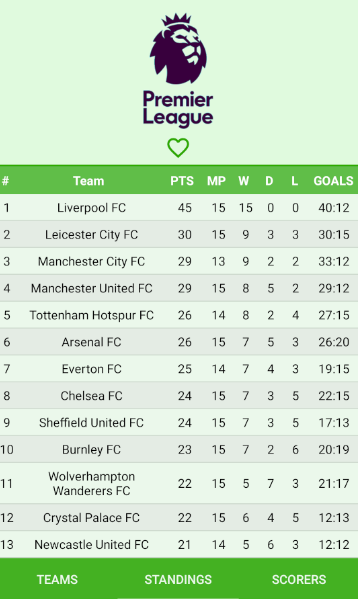 Premier
League
# Team PTS MP W D L GOALS
1 Liverpool FC 45 15 15 0 0 40:12
2 Leicester City FC 30 15 9 3 3 30:15
3 Manchester City FC 29 13 9 2 2 33:12
4 Manchester United FC 29 15 8 5 2 29:12
5 Tottenham Hotspur FC 26 14 8 2 4 27:15
6 Arsenal FC 26 15 7 5 3 26:20
7 Everton FC 25 14 7 4 3 19:15
8 Chelsea FC 24 15 7 3 5 22:15
9 Sheffield United FC 24 15 7 3 5 17:13
10 Burnley FC 23 15 7 2 6 20:19
11 Wolverhampton
Wanderers FC 22 15 5 7 3 21:17
12 Crystal Palace FC 22 15 6 4 5 12:13
13 Newcastle United FC 21 14 5 6 3 12:12
TEAMS STANDINGS SCORERS